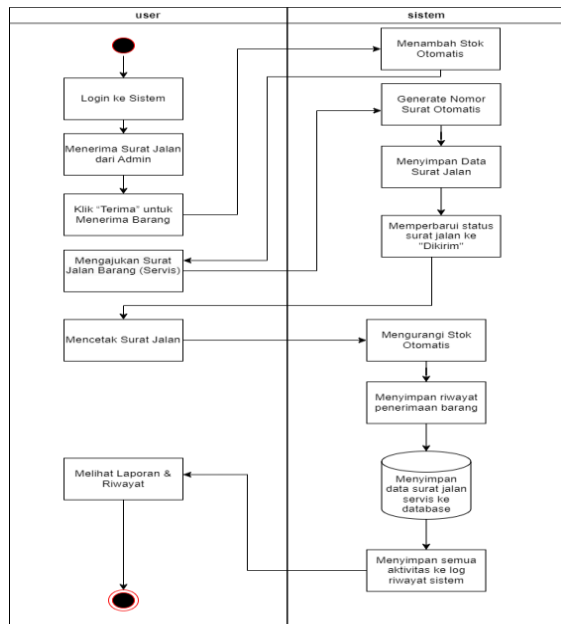 user
sistem
Menambah Stok
Otomatis
Login ke Sistem
Generate Nomor
Surat Otomatis
Menerima Surat Jalan
dari Admin
Menyimpan Data
Surat Jalan
Klik "Terima" untuk
Menerima Barang
Memperbarui status
surat jalan ke
"Dikirim"
Mengajukan Surat
Jalan Barang (Servis)
Mencetak Surat Jalan
Mengurangi Stok
Otomatis
Menyimpan riwayat
penerimaan barang
Melihat Laporan &
Riwayat
Menyimpan
data surat jalan
servis ke
database
Menyimpan semua
aktivitas ke log
riwayat sistem